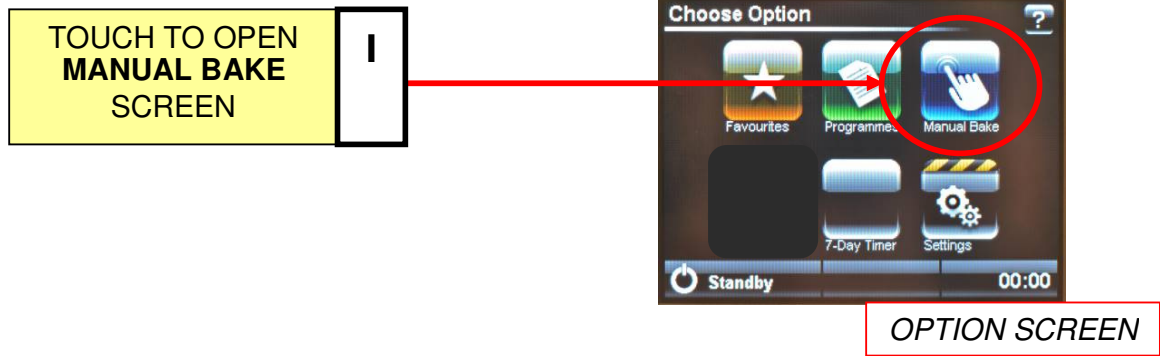 TOUCH TO OPEN
MANUAL BAKE
SCREEN
I
Choose Option
?
Favourites Programmes Manual Bake
7-Day Timer Settings
Standby 00:00
OPTION SCREEN